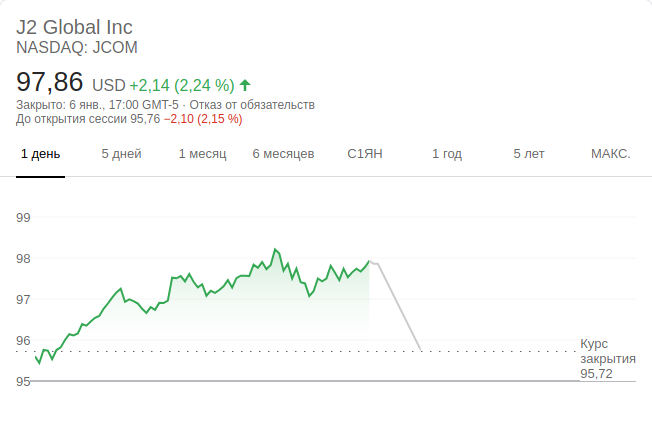 J2 Global Inc
NASDAQ: JCOM
97,86 USD +2,14 (2,24 %)
Закрыто: 6 янв., 17:00 GMT-5 · Отказ от обязательств
До открытия сессии 95,76 −2,10 (2,15 %)
1 день 5 дней 1 месяц 6 месяцев С1ЯН 1 год 5 лет МАКС.
99
98
97
96
Курс
закрытия
95,72
95